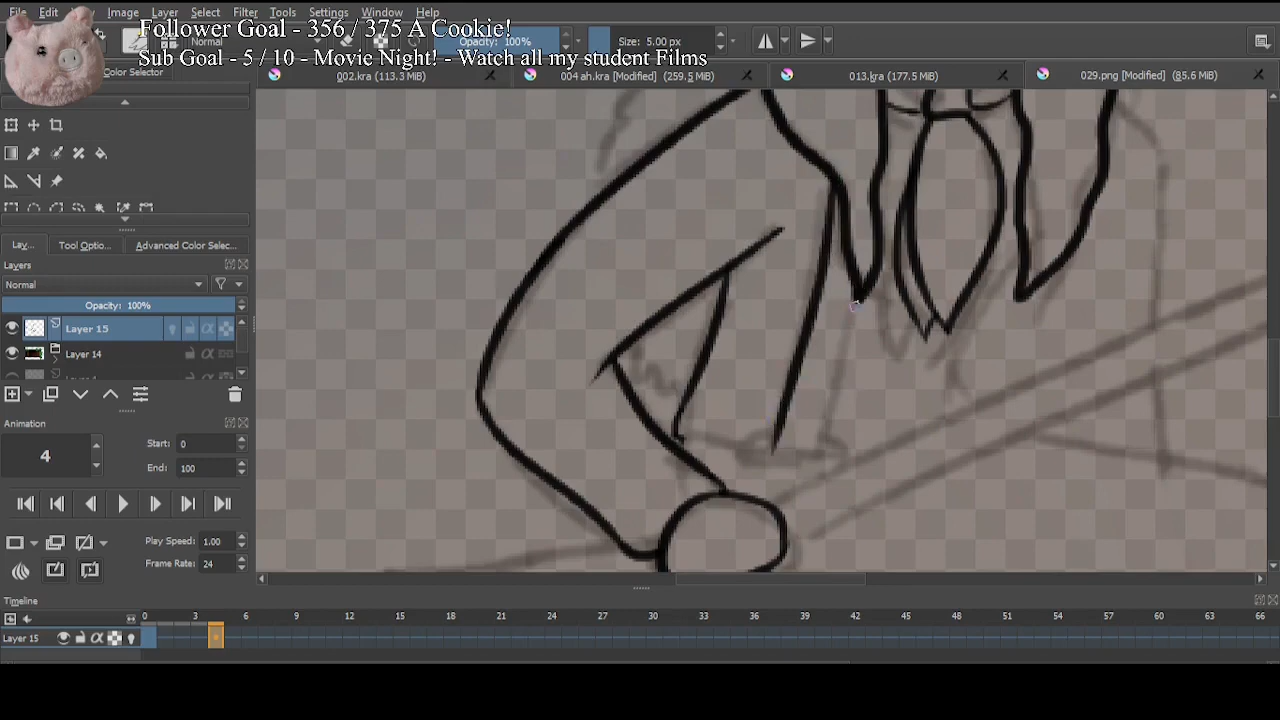 File Edit View Image Layer Select Filter Tools Settings Window Help
Follower Goal - 356 / 375 A Cookie!
Normal
Opacity: 100%
Size: 5.00 px
Sub Goal - 5 / 10 - Movie Night! - Watch all my student Films
Color Selector
002.kra (113.3 MiB)
004 ah.kra [Modified] (259.5 MiB)
013.kra (177.5 MiB)
029.png [Modified] (85.6 MiB)
Lay...
Tool Optio...
Advanced Color Selec...
Layers
Normal
Opacity: 100%
Layer 15
Layer 14
Animation
4
Start: 0
End: 100
Play Speed: 1.00
Frame Rate: 24
Timeline
0 3 6 9 12 15 18 21 24 27 30 33 36 39 42 45 48 51 54 57 60 63 66
Layer 15